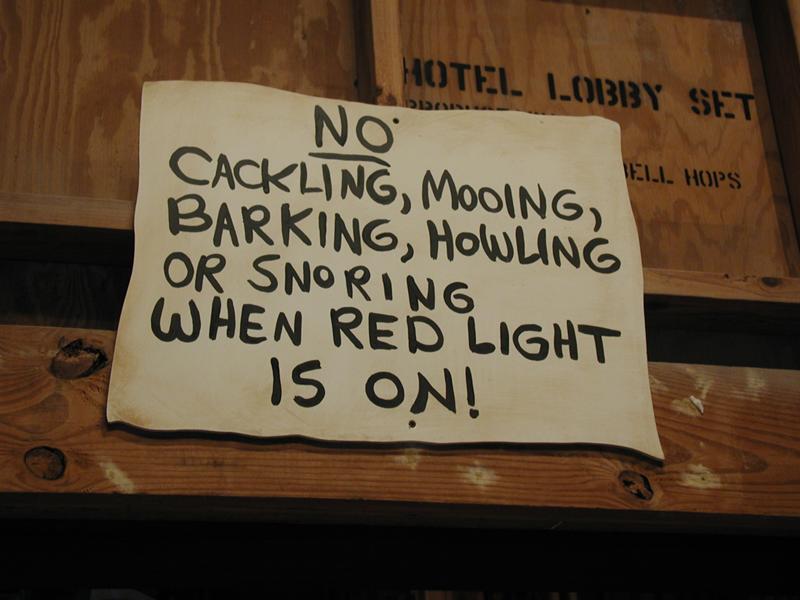 HOTEL LOBBY SET
BELL HOPS
NO
CACKLING, MOOING,
BARKING, HOWLING
OR SNORING
WHEN RED LIGHT
IS ON!